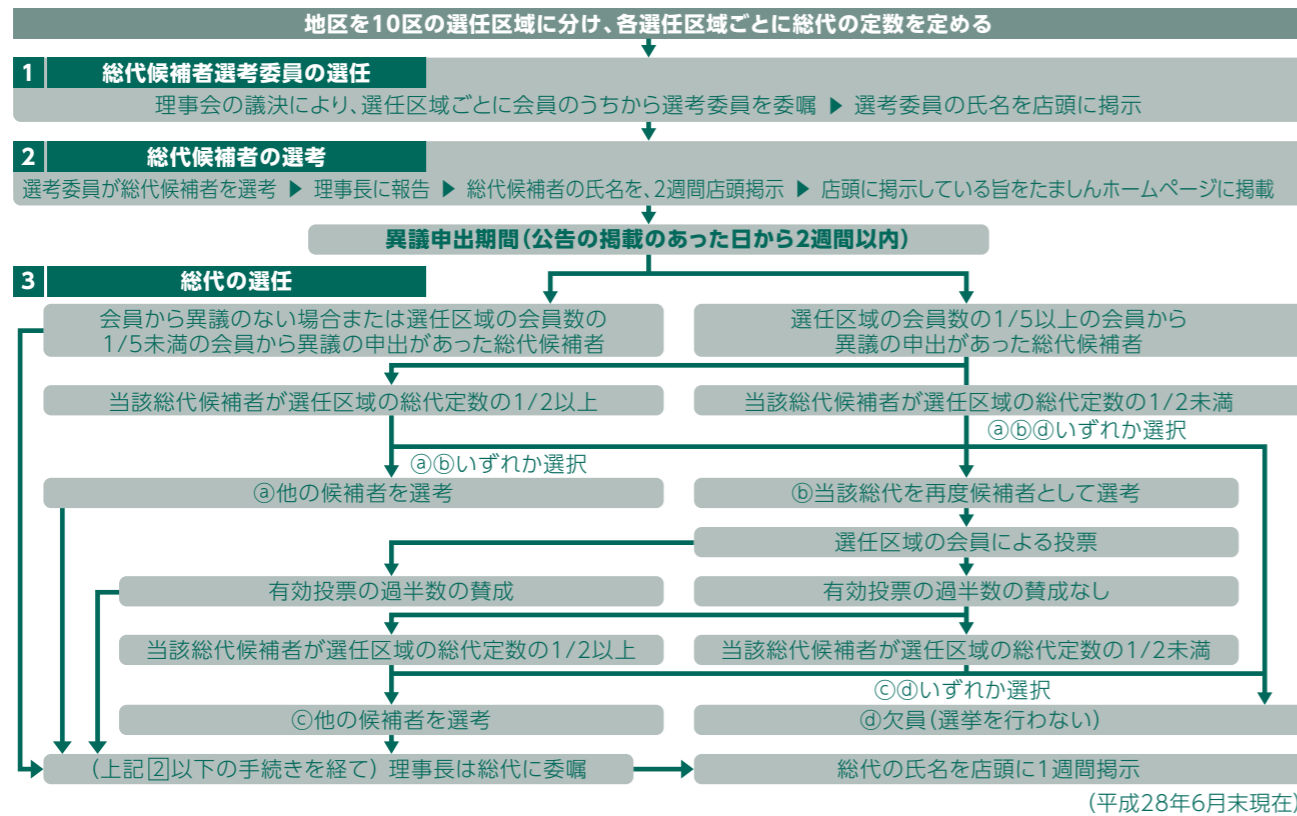 地区を10区の選任区域に分け、各選任区域ごとに総代の定数を定める
1 総代候補者選考委員の選任
理事会の議決により、選任区域ごとに会員のうちから選考委員を委嘱 ▶ 選考委員の氏名を店頭に掲示
2 総代候補者の選考
選考委員が総代候補者を選考 ▶ 理事長に報告 ▶ 総代候補者の氏名を、2週間店頭掲示 ▶ 店頭に掲示している旨をたましんホームページに掲載
異議申出期間（公告の掲載のあった日から2週間以内）
3 総代の選任
会員から異議のない場合または選任区域の会員数の
1/5未満の会員から異議の申出があった総代候補者
選任区域の会員数の1/5以上の会員から
異議の申出があった総代候補者
当該総代候補者が選任区域の総代定数の1/2以上
当該総代候補者が選任区域の総代定数の1/2未満
ⓐⓑⓓいずれか選択
ⓐⓑいずれか選択
ⓐ他の候補者を選考
ⓑ当該総代を再度候補者として選考
選任区域の会員による投票
有効投票の過半数の賛成
有効投票の過半数の賛成なし
当該総代候補者が選任区域の総代定数の1/2以上
当該総代候補者が選任区域の総代定数の1/2未満
ⓒⓓいずれか選択
ⓒ他の候補者を選考
ⓓ欠員（選挙を行わない）
（上記2以下の手続きを経て）理事長は総代に委嘱
総代の氏名を店頭に1週間掲示
（平成28年6月末現在）